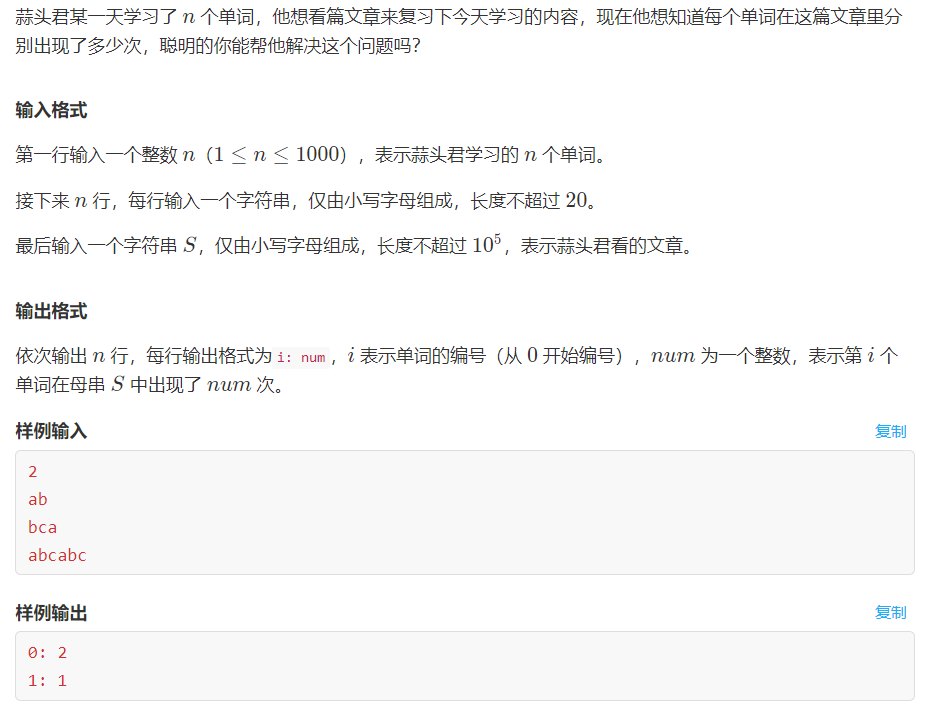 蒜头君某一天学习了 n 个单词，他想看篇文章来复习下今天学习的内容，现在他想知道每个单词在这篇文章里分
别出现了多少次，聪明的你能帮他解决这个问题吗？
输入格式
第一行输入一个整数 n（1 ≤ n ≤ 1000），表示蒜头君学习的 n 个单词。
接下来 n 行，每行输入一个字符串，仅由小写字母组成，长度不超过 20。
最后输入一个字符串 S，仅由小写字母组成，长度不超过 10⁵，表示蒜头君看的文章。
输出格式
依次输出 n 行，每行输出格式为 i: num，i 表示单词的编号（从 0 开始编号），num 为一个整数，表示第 i 个
单词在母串 S 中出现了 num 次。
样例输入 复制
2
ab
bca
abcabc
样例输出 复制
0: 2
1: 1